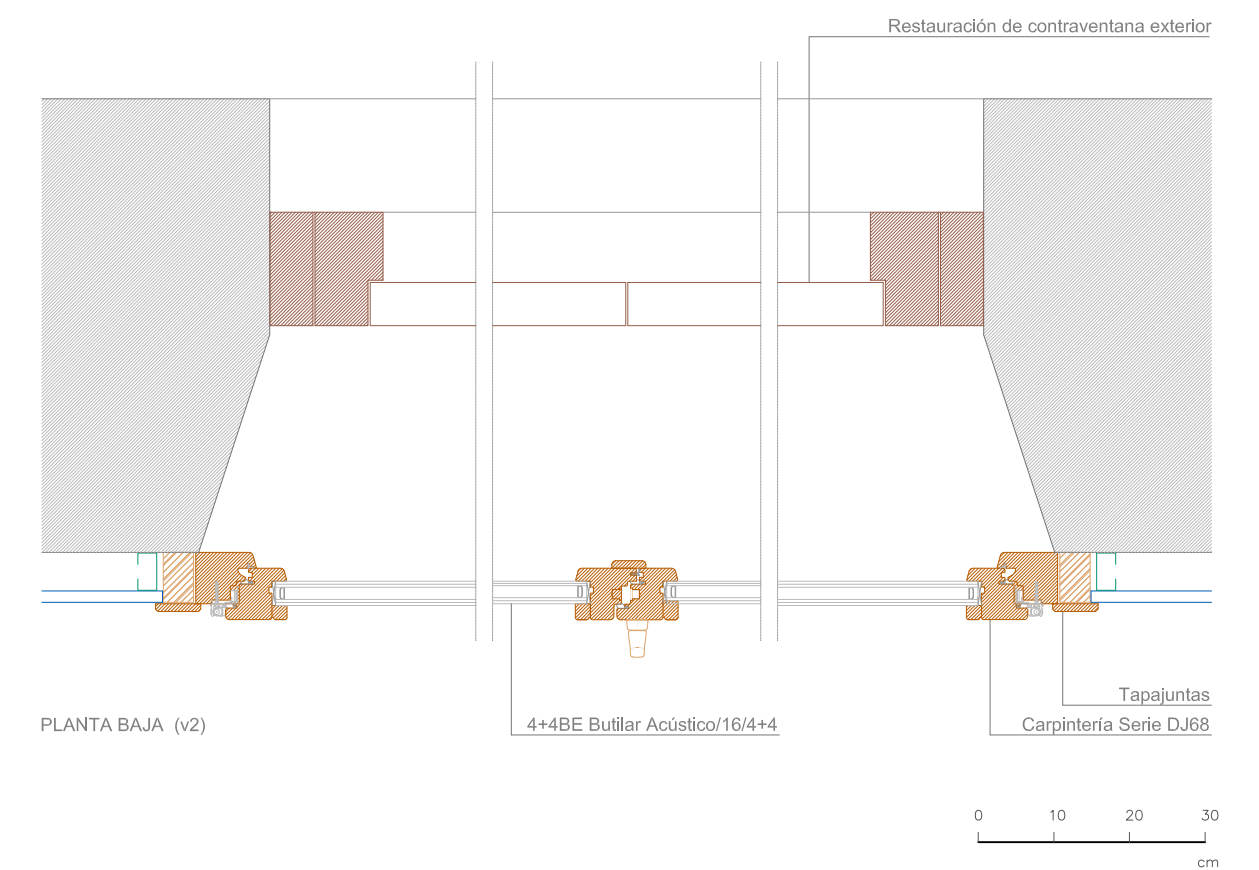 Restauración de contraventana exterior
Tapajuntas
PLANTA BAJA (v2)
4+4BE Butilar Acústico/16/4+4
Carpintería Serie DJ68
0 10 20 30
cm